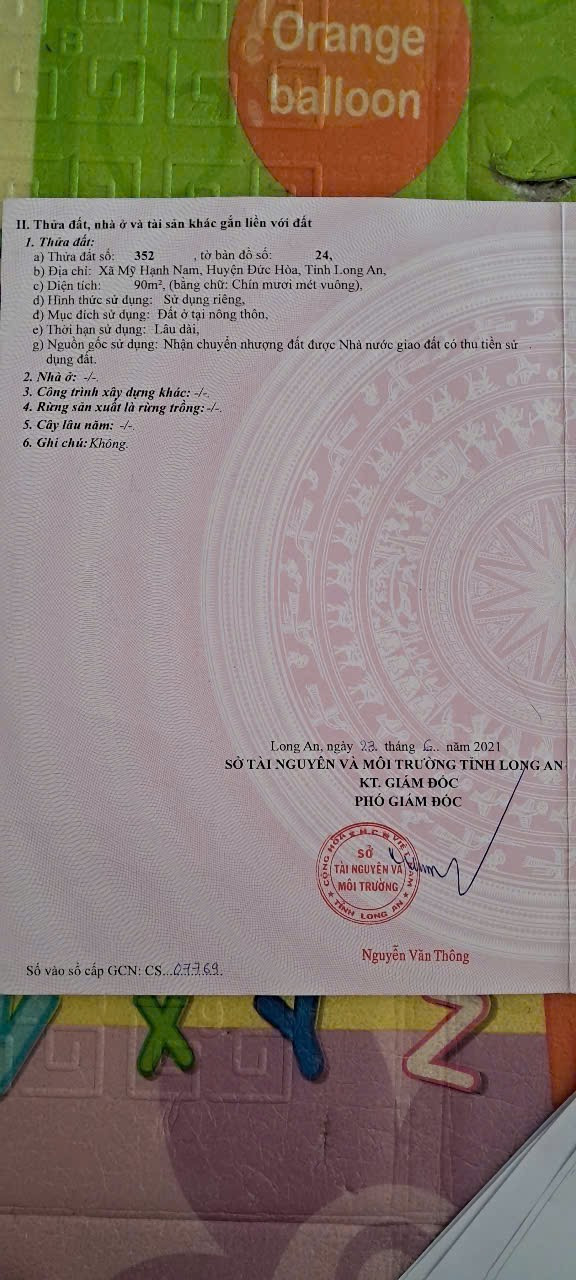 Orange
balloon
II. Thửa đất, nhà ở và tài sản khác gắn liền với đất
1. Thửa đất:
a) Thửa đất số: 352 , tờ bản đồ số: 24,
b) Địa chỉ: Xã Mỹ Hạnh Nam, Huyện Đức Hòa, Tỉnh Long An,
c) Diện tích: 90m², (bằng chữ: Chín mươi mét vuông),
d) Hình thức sử dụng: Sử dụng riêng,
đ) Mục đích sử dụng: Đất ở tại nông thôn,
e) Thời hạn sử dụng: Lâu dài,
g) Nguồn gốc sử dụng: Nhận chuyển nhượng đất được Nhà nước giao đất có thu tiền sử
dụng đất.
2. Nhà ở: -/-.
3. Công trình xây dựng khác: -/-.
4. Rừng sản xuất là rừng trồng: -/-.
5. Cây lâu năm: -/-.
6. Ghi chú: Không.
Long An, ngày 23. tháng 6.. năm 2021
SỞ TÀI NGUYÊN VÀ MÔI TRƯỜNG TỈNH LONG AN
KT. GIÁM ĐỐC
PHÓ GIÁM ĐỐC
CỘNG HÒA X.H.C.N VIỆT NAM
SỞ
TÀI NGUYÊN VÀ
MÔI TRƯỜNG
TỈNH LONG AN
Nguyễn Văn Thông
Số vào sổ cấp GCN: CS...07769.
X Y Z